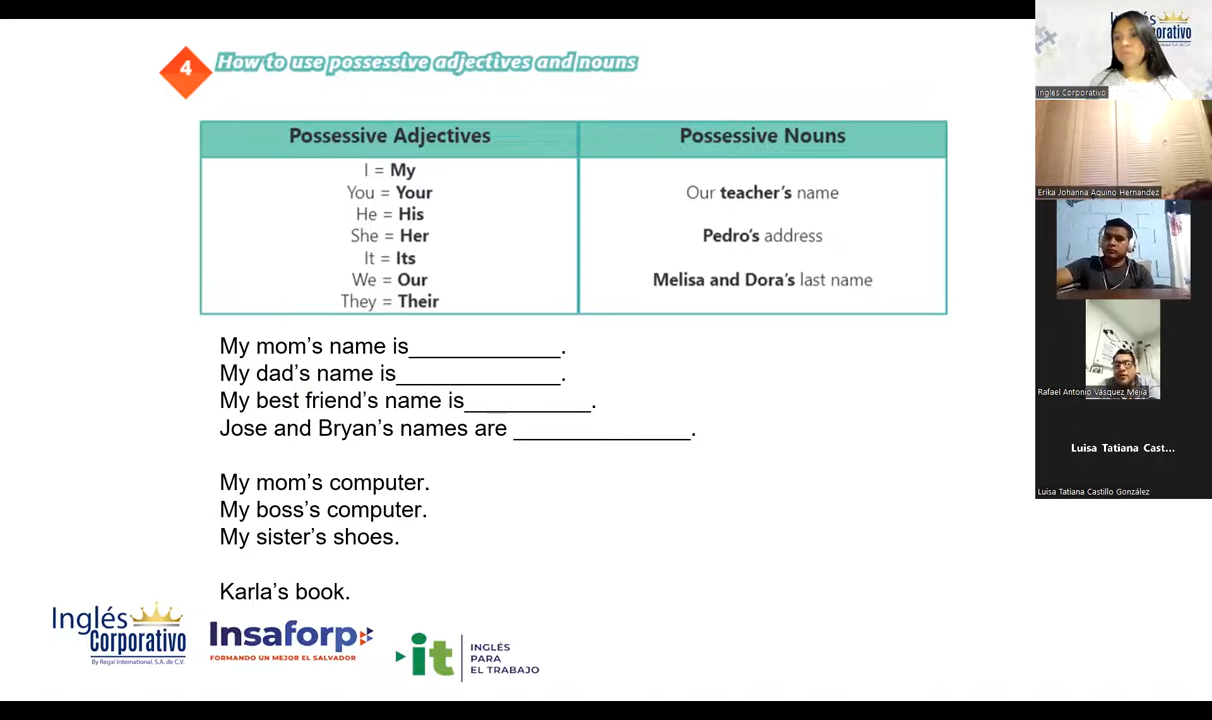 4 How to use possessive adjectives and nouns
Possessive Adjectives
Possessive Nouns
I = My
You = Your
He = His
She = Her
It = Its
We = Our
They = Their
Our teacher's name
Pedro's address
Melisa and Dora's last name
My mom's name is____________.
My dad's name is_____________.
My best friend's name is__________.
Jose and Bryan's names are ______________.
My mom's computer.
My boss's computer.
My sister's shoes.
Karla's book.
Inglés
Corporativo
By Regal International, S.A. de C.V.
Insaforp
FORMANDO UN MEJOR EL SALVADOR
it
INGLÉS
PARA
EL TRABAJO
Ingles Corporativo
Erika Johanna Aquino Hernandez
Rafael Antonio Vásquez Mejía
Luisa Tatiana Cast...
Luisa Tatiana Castillo González